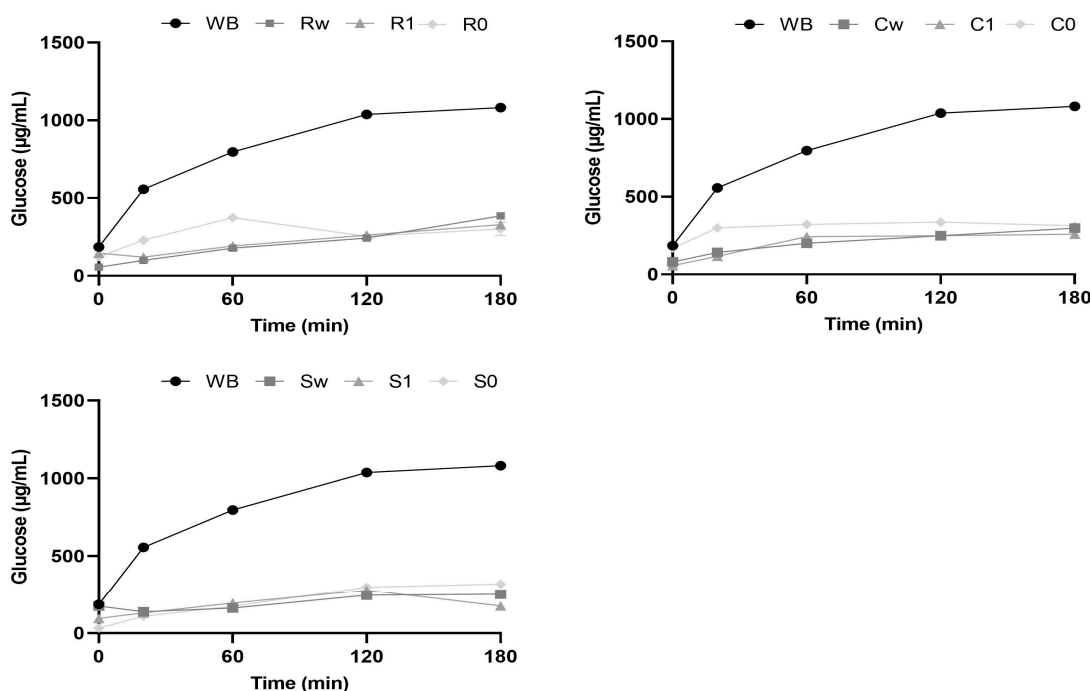 WB Rw R1 R0
1500
1000
500
0
Glucose (µg/mL)
0 60 120 180
Time (min)
WB Cw C1 C0
1500
1000
500
0
Glucose (µg/mL)
0 60 120 180
Time (min)
WB Sw S1 S0
1500
1000
500
0
Glucose (µg/mL)
0 60 120 180
Time (min)